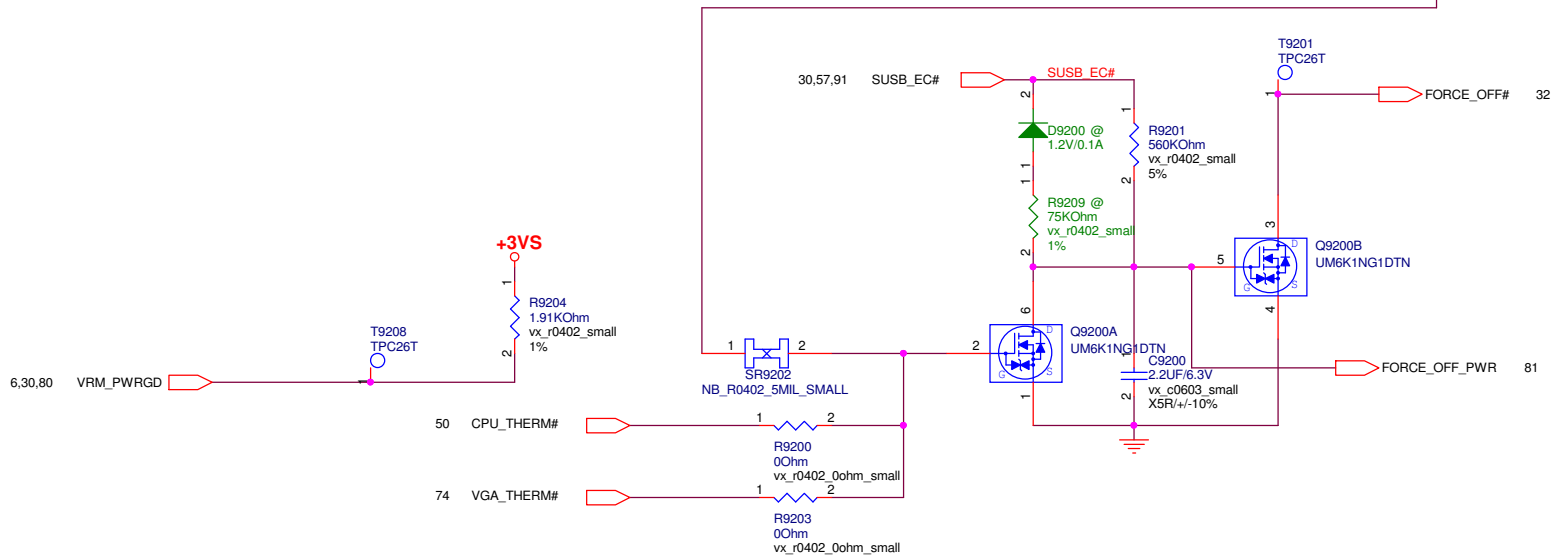 T9201
TPC26T
1
FORCE_OFF# 32
30,57,91 SUSB_EC#
SUSB_EC#
2
D9200 @
1.2V/0.1A
1
1
R9209 @
75KOhm
vx_r0402_small
1%
2
1
R9201
560KOhm
vx_r0402_small
5%
2
3
D
5
Q9200B
UM6K1NG1DTN
G
S
4
+3VS
1
R9204
1.91KOhm
vx_r0402_small
1%
2
T9208
TPC26T
1
6,30,80 VRM_PWRGD
1
2
SR9202
NB_R0402_5MIL_SMALL
6
D
2
Q9200A
UM6K1NG1DTN
G
S
1
1
C9200
2.2UF/6.3V
vx_c0603_small
X5R/+/-10%
2
FORCE_OFF_PWR 81
50 CPU_THERM#
1
2
R9200
0Ohm
vx_r0402_0ohm_small
74 VGA_THERM#
1
2
R9203
0Ohm
vx_r0402_0ohm_small